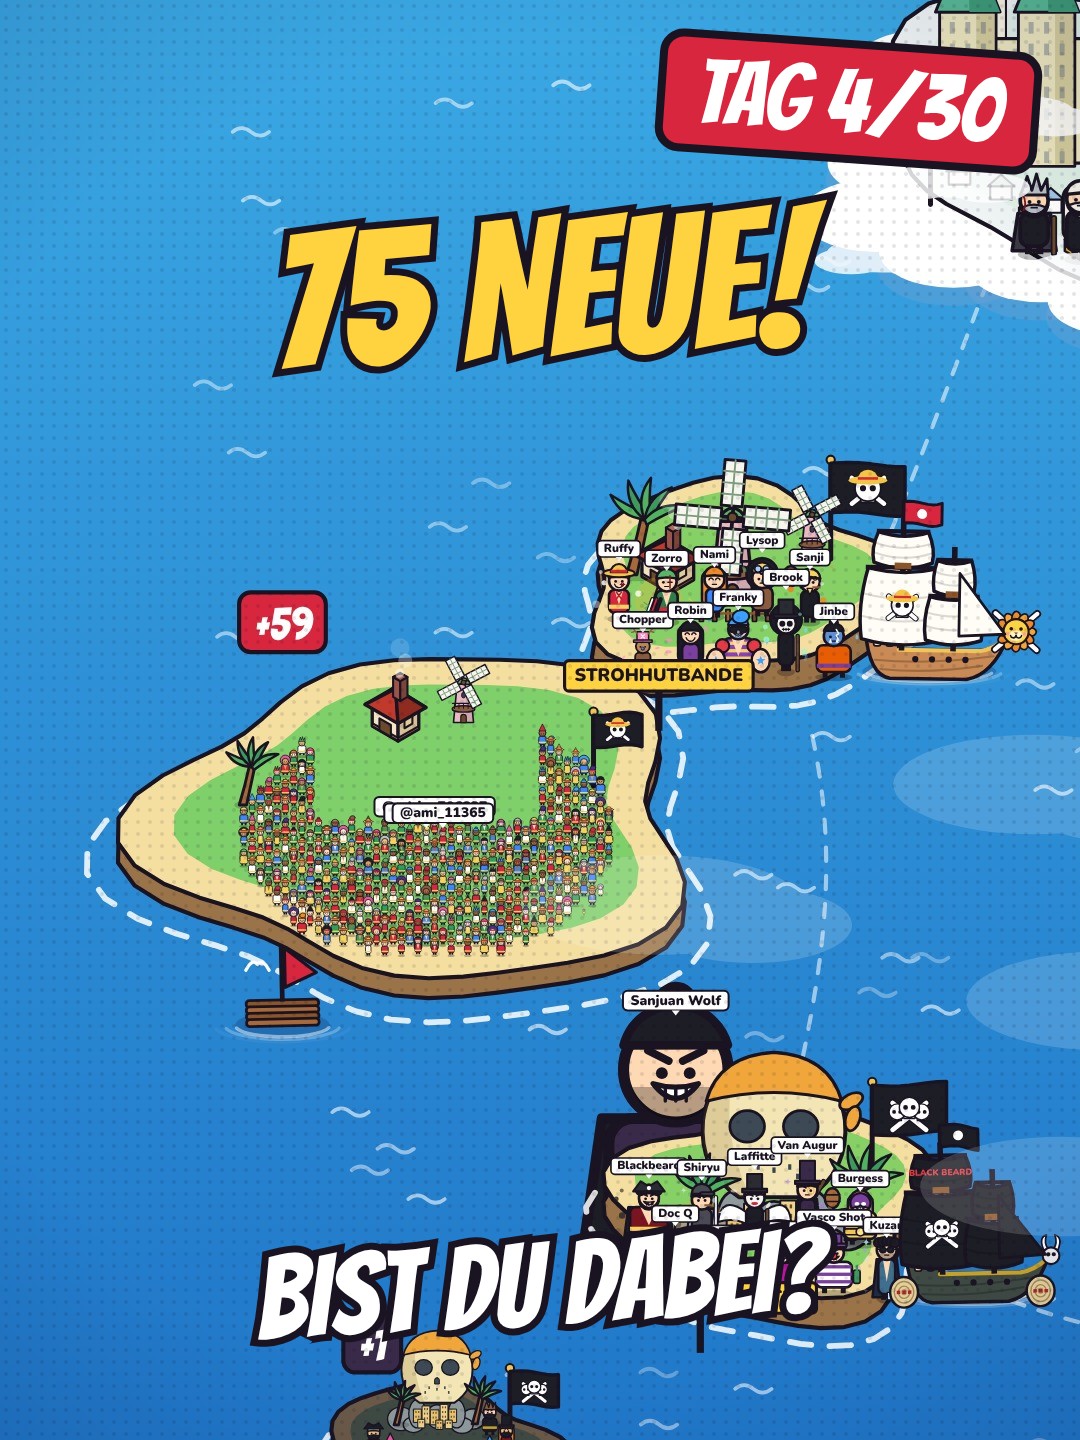 TAG 4/30
75 NEUE!
Lysop
Ruffy
Zorro
Nami
Sanji
Brook
Franky
Chopper
Robin
Jinbe
+59
STROHHUTBANDE
@ami_11365
Sanjuan Wolf
Van Augur
Laffitte
Blackbeard
Shiryu
BLACK BEARD
Burgess
Doc Q
Vasco Shot
Kuzan
BIST DU DABEI?
+1